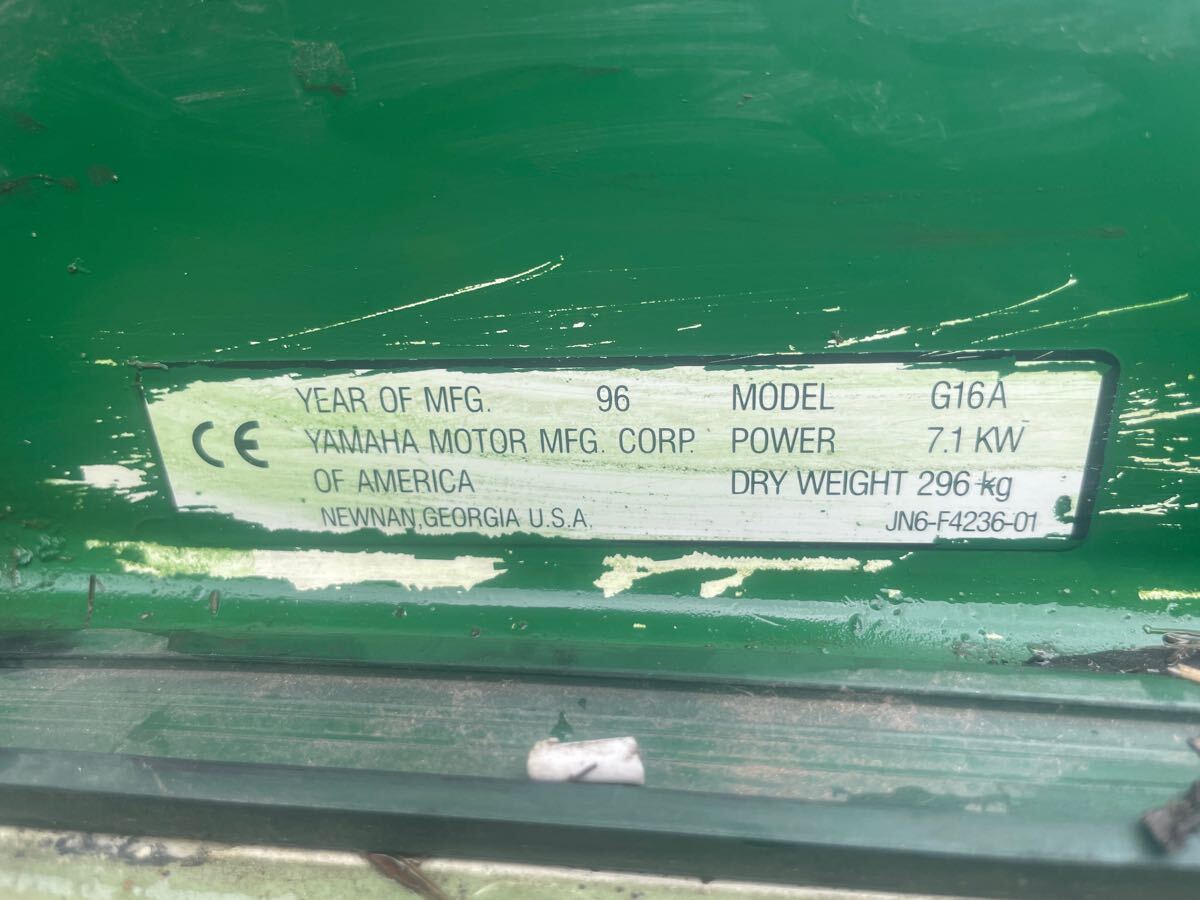 YEAR OF MFG. 96 MODEL G16A
CE YAMAHA MOTOR MFG. CORP. POWER 7.1 KW
OF AMERICA DRY WEIGHT 296 kg
NEWNAN, GEORGIA U.S.A. JN6-F4236-01